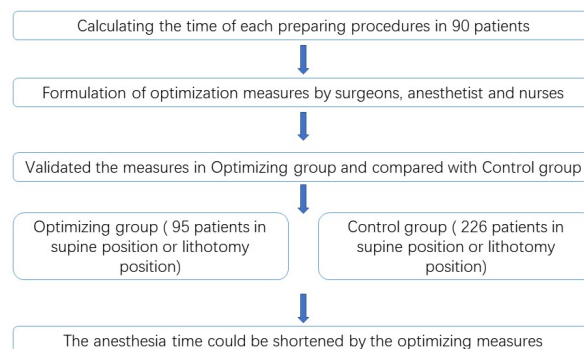 Calculating the time of each preparing procedures in 90 patients
Formulation of optimization measures by surgeons, anesthetist and nurses
Validated the measures in Optimizing group and compared with Control group
Optimizing group ( 95 patients in
supine position or lithotomy
position)
Control group ( 226 patients in
supine position or lithotomy
position)
The anesthesia time could be shortened by the optimizing measures